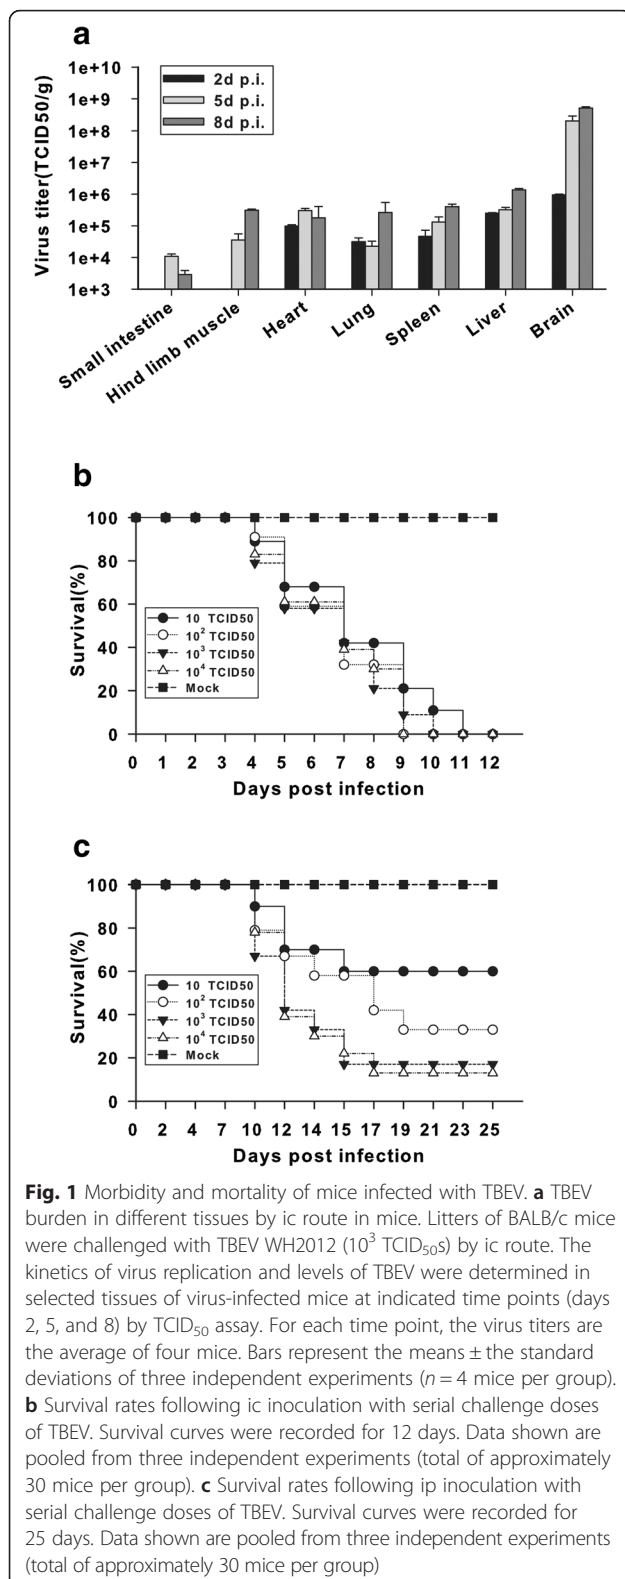 a
1e+10
1e+9
1e+8
1e+7
1e+6
1e+5
1e+4
1e+3
Virus titer(TCID50/g)
2d p.i.
5d p.i.
8d p.i.
Small intestine
Hind limb muscle
Heart
Lung
Spleen
Liver
Brain
b
100
80
60
40
20
0
Survival(%)
10 TCID50
10² TCID50
10³ TCID50
10⁴ TCID50
Mock
0 1 2 3 4 5 6 7 8 9 10 11 12
Days post infection
c
100
80
60
40
20
0
Survival(%)
10 TCID50
10² TCID50
10³ TCID50
10⁴ TCID50
Mock
0 2 4 7 10 12 14 15 17 19 21 23 25
Days post infection
Fig. 1 Morbidity and mortality of mice infected with TBEV. a TBEV
burden in different tissues by ic route in mice. Litters of BALB/c mice
were challenged with TBEV WH2012 (10³ TCID₅₀s) by ic route. The
kinetics of virus replication and levels of TBEV were determined in
selected tissues of virus-infected mice at indicated time points (days
2, 5, and 8) by TCID₅₀ assay. For each time point, the virus titers are
the average of four mice. Bars represent the means ± the standard
deviations of three independent experiments (n = 4 mice per group).
b Survival rates following ic inoculation with serial challenge doses
of TBEV. Survival curves were recorded for 12 days. Data shown are
pooled from three independent experiments (total of approximately
30 mice per group). c Survival rates following ip inoculation with
serial challenge doses of TBEV. Survival curves were recorded for
25 days. Data shown are pooled from three independent experiments
(total of approximately 30 mice per group)